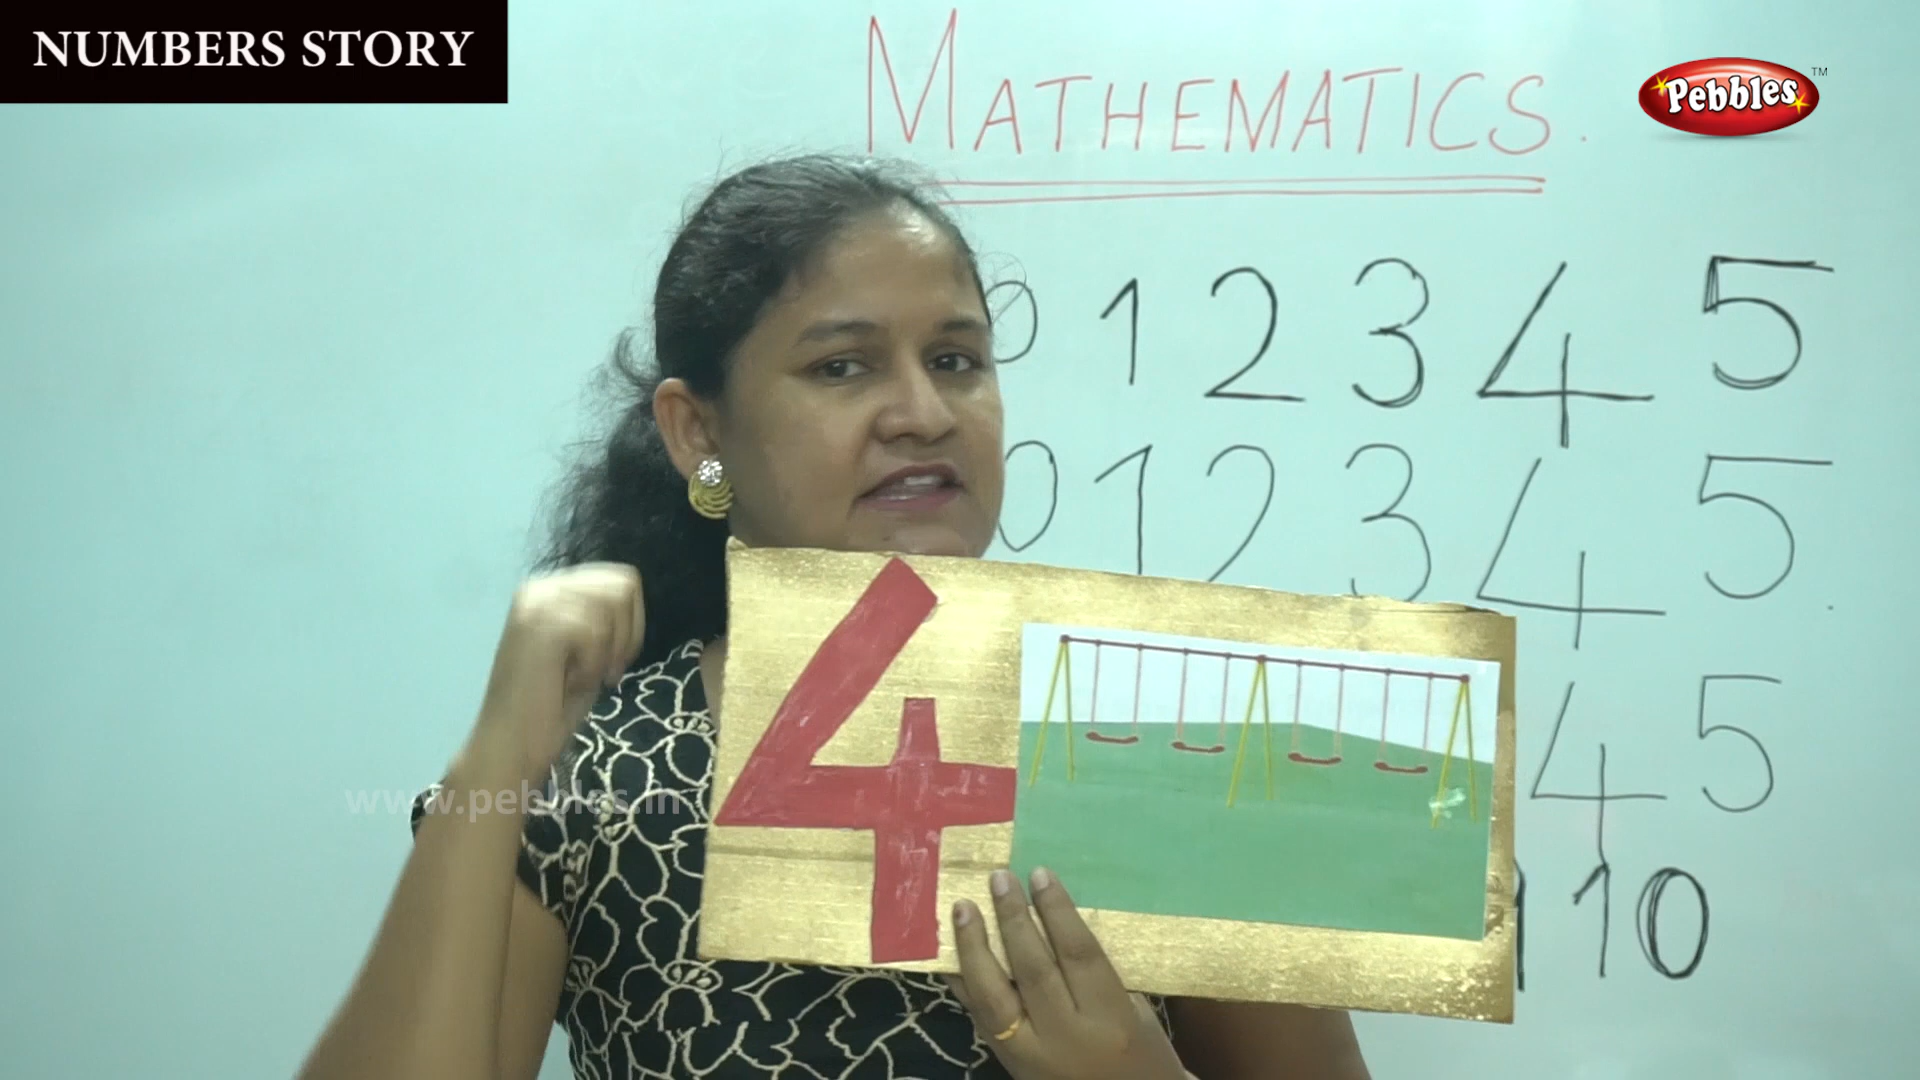 NUMBERS STORY
MATHEMATICS.
Pebbles™
0 1 2 3 4 5
0 1 2 3 4 5
4 5
4
10
www.pebbles.in